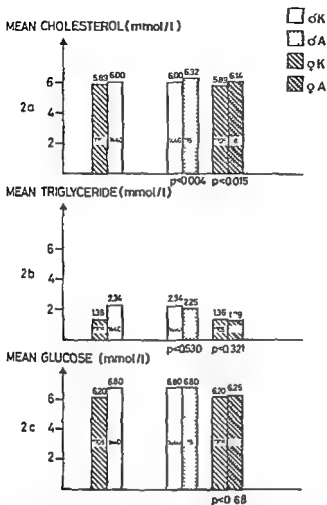 MEAN CHOLESTEROL (mmol/l)
♂K
♂A
♀K
♀A
2a
6
4
2
5.83 6.00 6.00 6.32 5.83 6.14
p<0.004 p<0.015
MEAN TRIGLYCERIDE (mmol/l)
2b
6
4
2
1.36 2.34 2.34 2.25 1.36
p<0.530 p<0.321
MEAN GLUCOSE (mmol/l)
2c
6
4
2
6.20 6.80 6.80 6.80 6.20 6.25
p<0.68